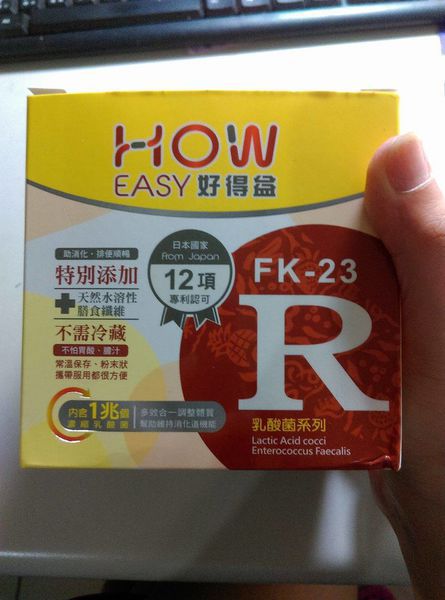 HOW
EASY 好得益
助消化，排便順暢
特別添加
+天然水溶性
膳食纖維
不需冷藏
不怕胃酸、膽汁
常溫保存、粉末狀
攜帶服用都很方便
內含1兆個
濃縮乳酸菌
多效合一調整體質
幫助維持消化道機能
日本國家
From Japan
12項
專利認可
FK-23
R
乳酸菌系列
Lactic Acid cocci
Enterococcus Faecalis